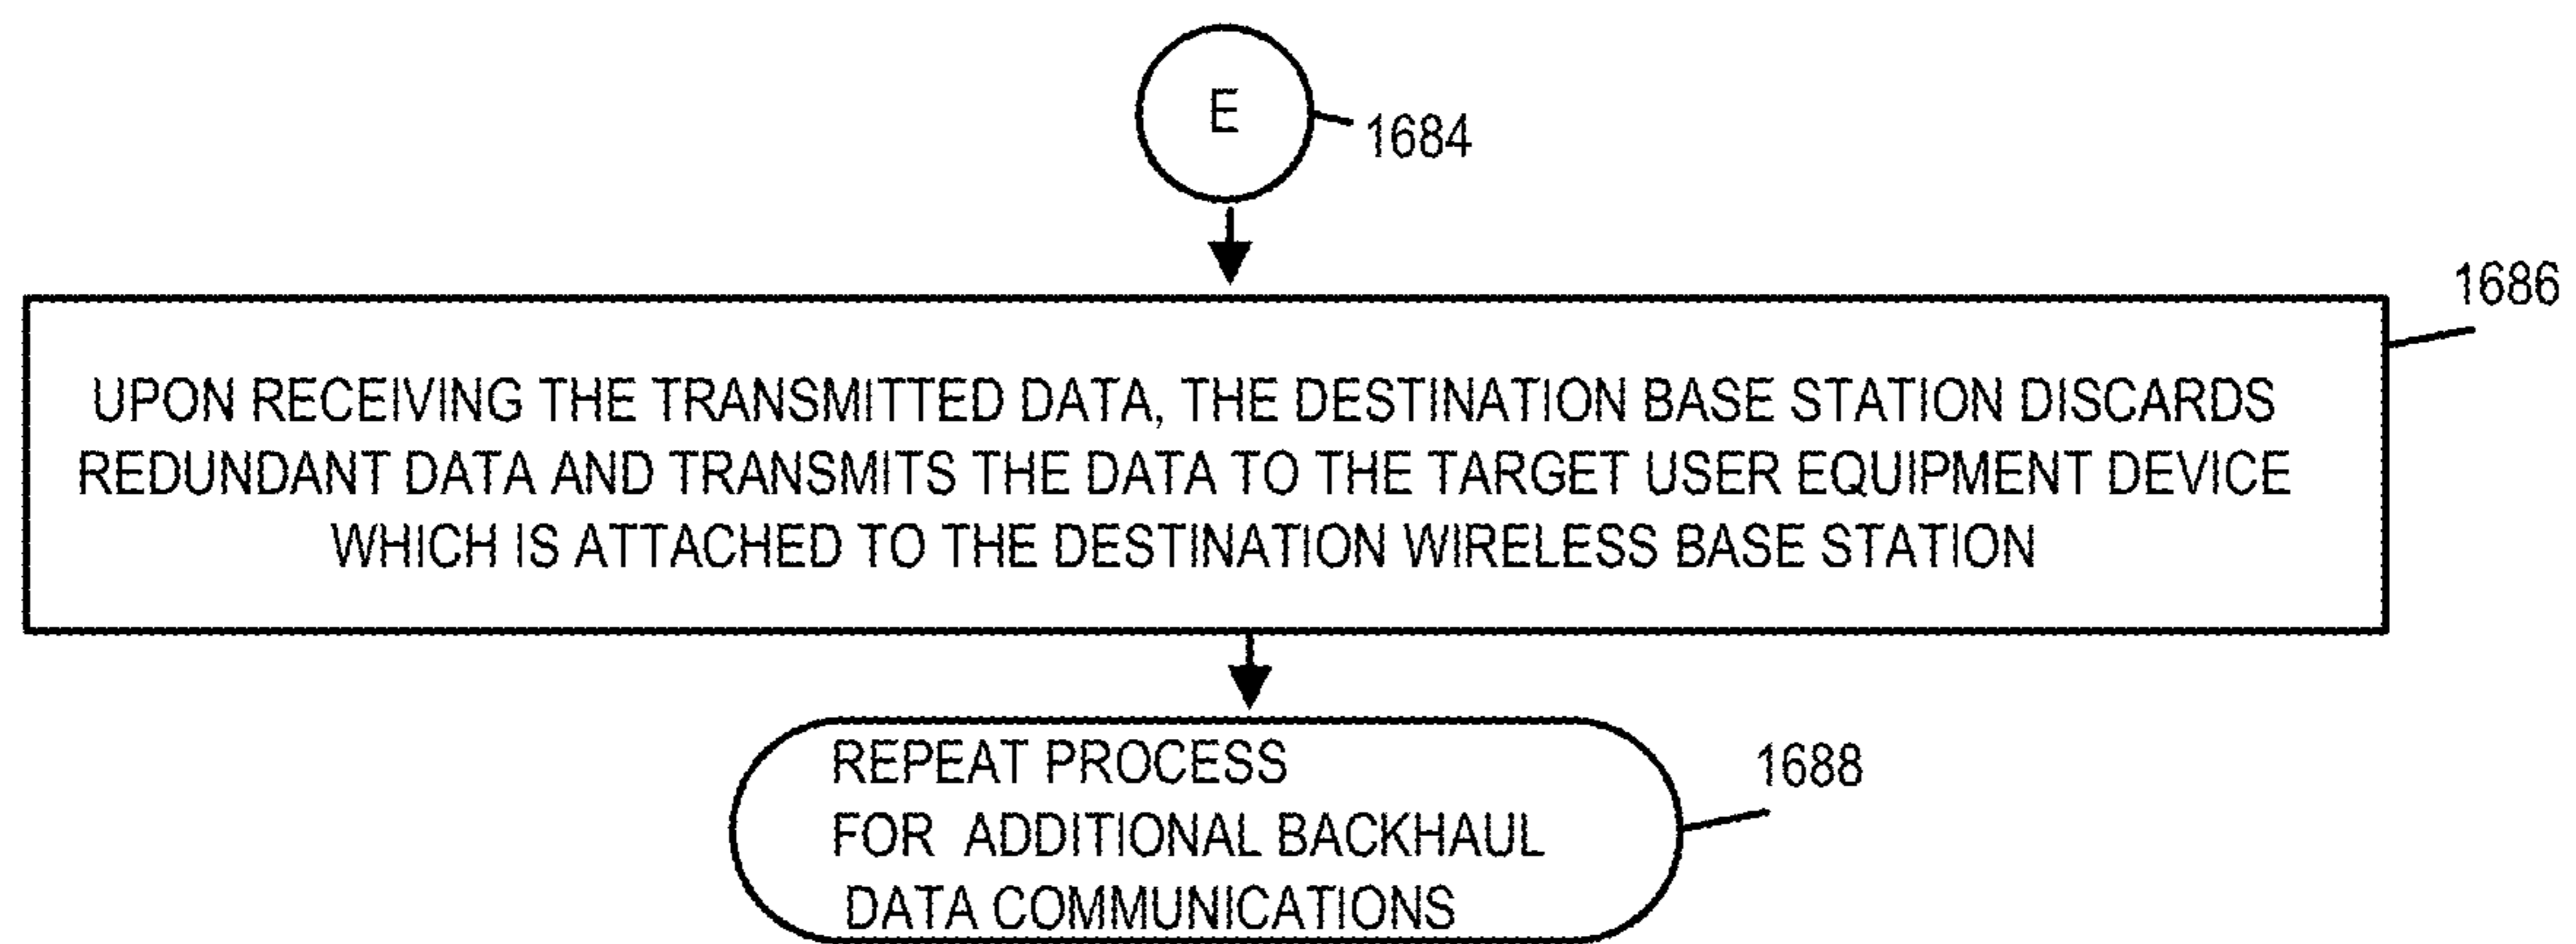 E
1684
1686
UPON RECEIVING THE TRANSMITTED DATA, THE DESTINATION BASE STATION DISCARDS
REDUNDANT DATA AND TRANSMITS THE DATA TO THE TARGET USER EQUIPMENT DEVICE
WHICH IS ATTACHED TO THE DESTINATION WIRELESS BASE STATION
REPEAT PROCESS
FOR ADDITIONAL BACKHAUL
DATA COMMUNICATIONS
1688